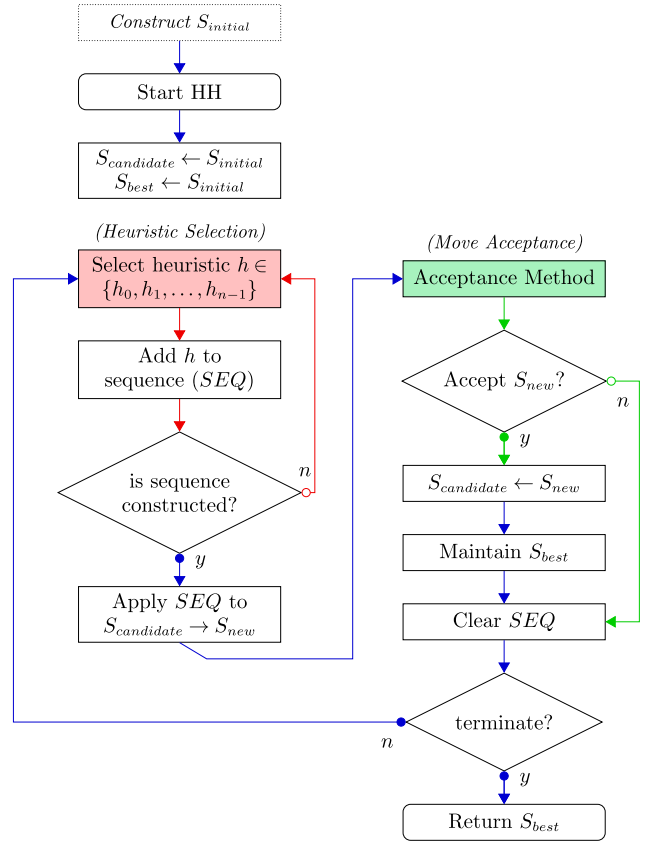 Construct S_initial
Start HH
S_candidate ← S_initial
S_best ← S_initial
(Heuristic Selection)
Select heuristic h ∈
{h_0, h_1, . . . , h_{n−1}}
Add h to
sequence (SEQ)
is sequence
constructed?
n
y
Apply SEQ to
S_candidate → S_new
(Move Acceptance)
Acceptance Method
Accept S_new?
n
y
S_candidate ← S_new
Maintain S_best
Clear SEQ
terminate?
n
y
Return S_best